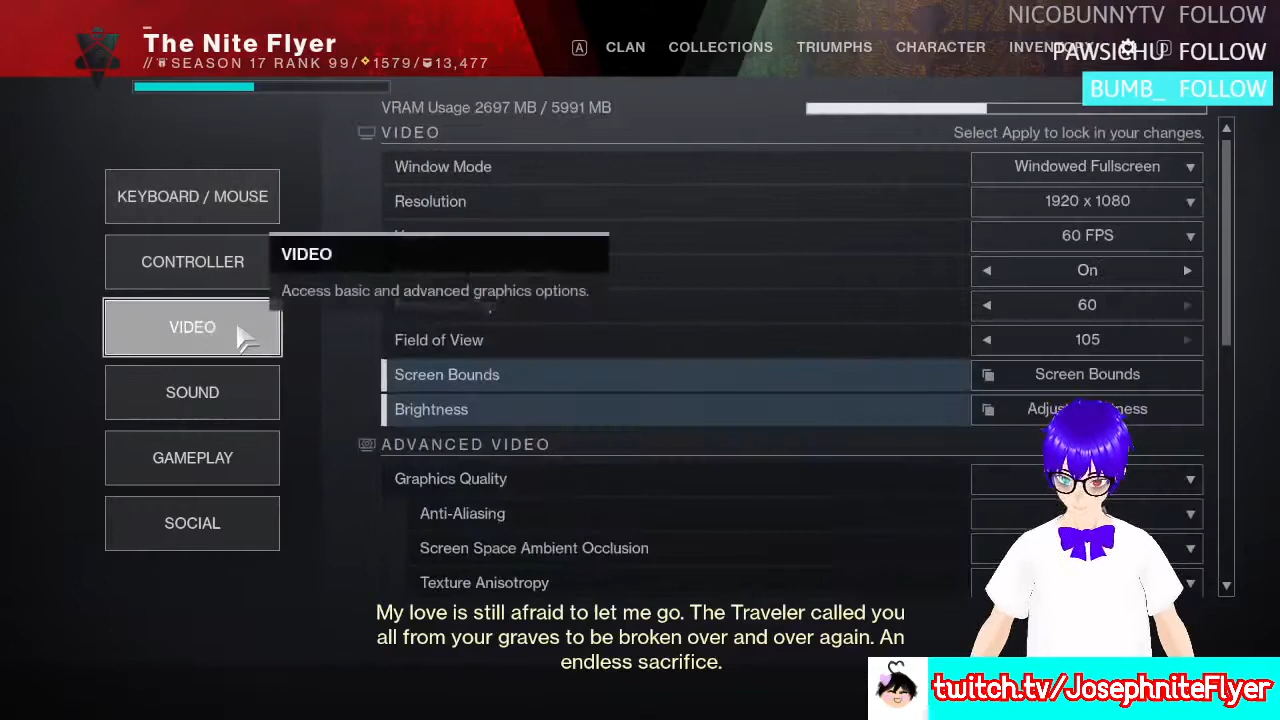 NICOBUNNYTV FOLLOW
The Nite Flyer
A CLAN COLLECTIONS TRIUMPHS CHARACTER
PAWSICHU FOLLOW
// SEASON 17 RANK 99/ 1579/ 13,477
BUMB_ FOLLOW
VRAM Usage 2697 MB / 5991 MB
VIDEO
Select Apply to lock in your changes.
Window Mode
Windowed Fullscreen
Resolution
1920 x 1080
60 FPS
On
60
Field of View
105
Screen Bounds
Screen Bounds
Brightness
ADVANCED VIDEO
Graphics Quality
Anti-Aliasing
Screen Space Ambient Occlusion
Texture Anisotropy
KEYBOARD / MOUSE
CONTROLLER
VIDEO
SOUND
GAMEPLAY
SOCIAL
VIDEO
Access basic and advanced graphics options.
My love is still afraid to let me go. The Traveler called you
all from your graves to be broken over and over again. An
endless sacrifice.
twitch.tv/JosephniteFlyer